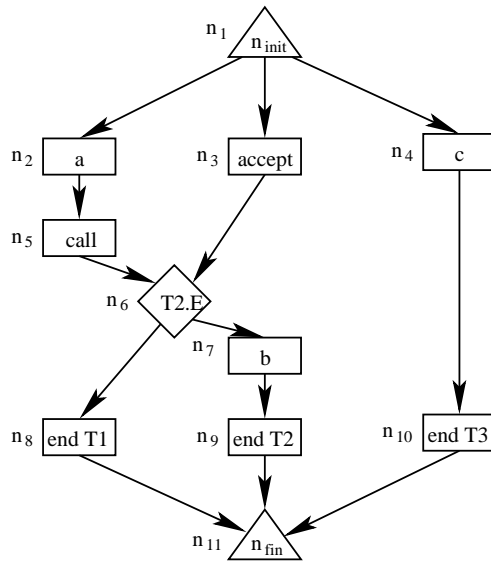 n1
ninit
n2 a
n3 accept
n4 c
n5 call
n6 T2.E
n7 b
n8 end T1
n9 end T2
n10 end T3
n11 nfin